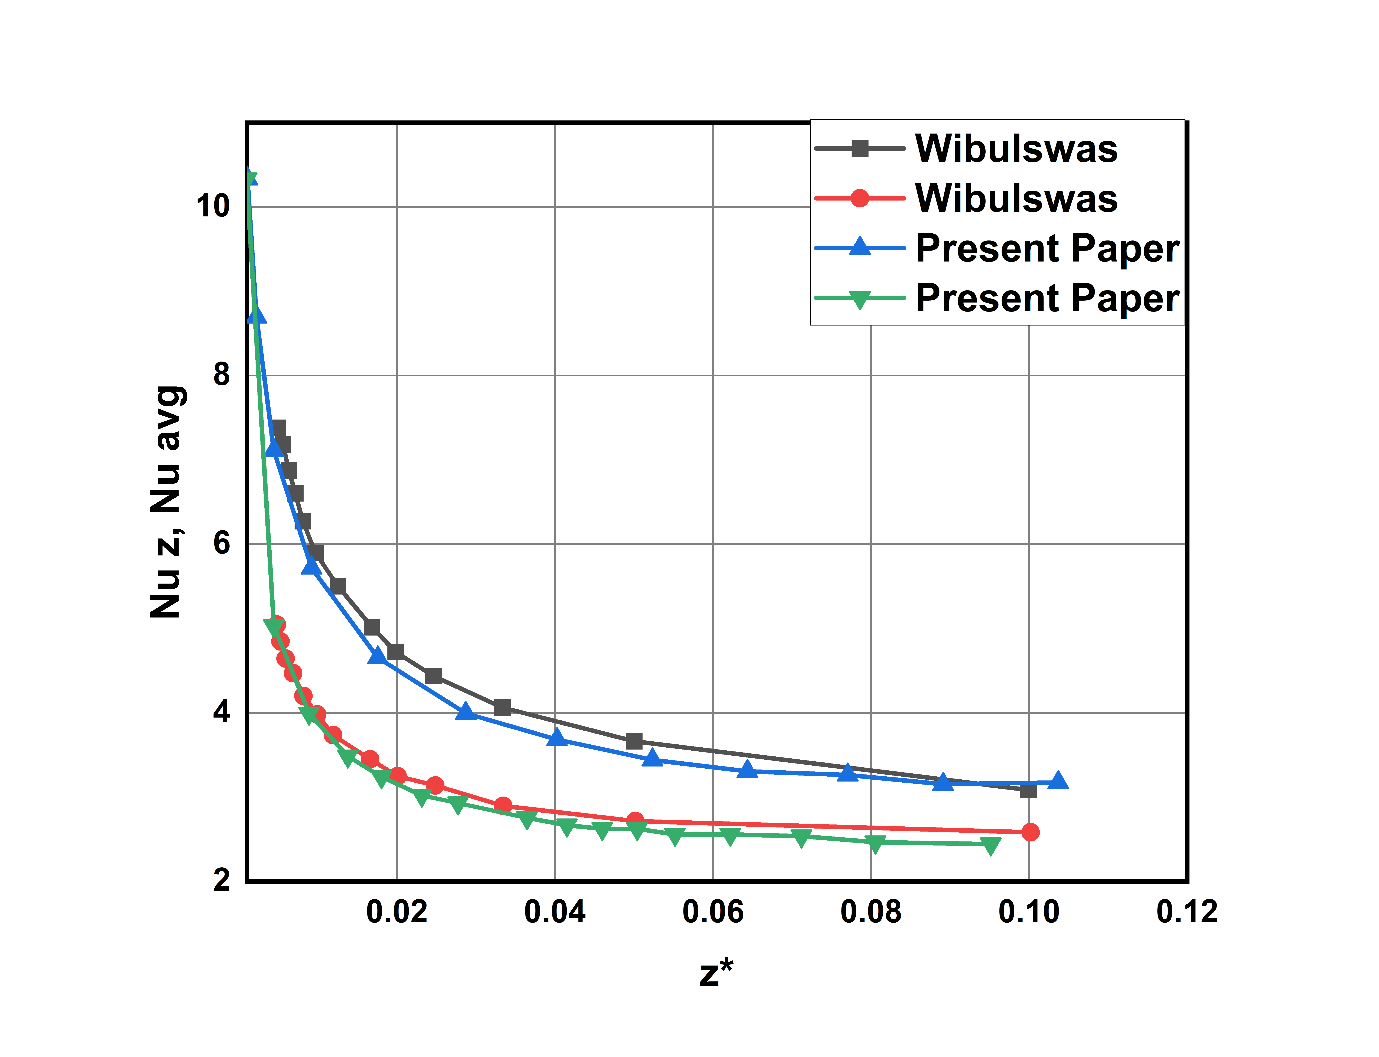 Wibulswas
Wibulswas
Present Paper
Present Paper
10
8
6
4
2
Nu z, Nu avg
0.02 0.04 0.06 0.08 0.10 0.12
z*